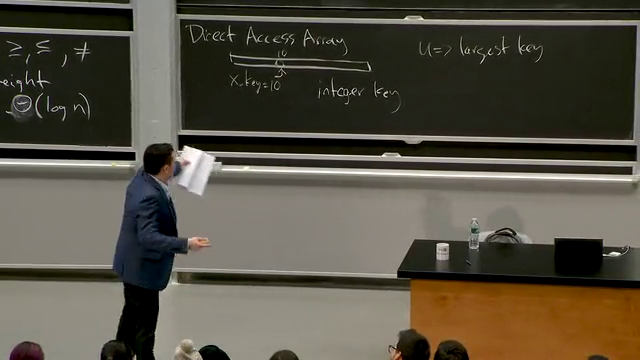 ≥, ≤, ≠
eight
Θ(log n)
Direct Access Array
10
x.key=10
integer key
u => largest key